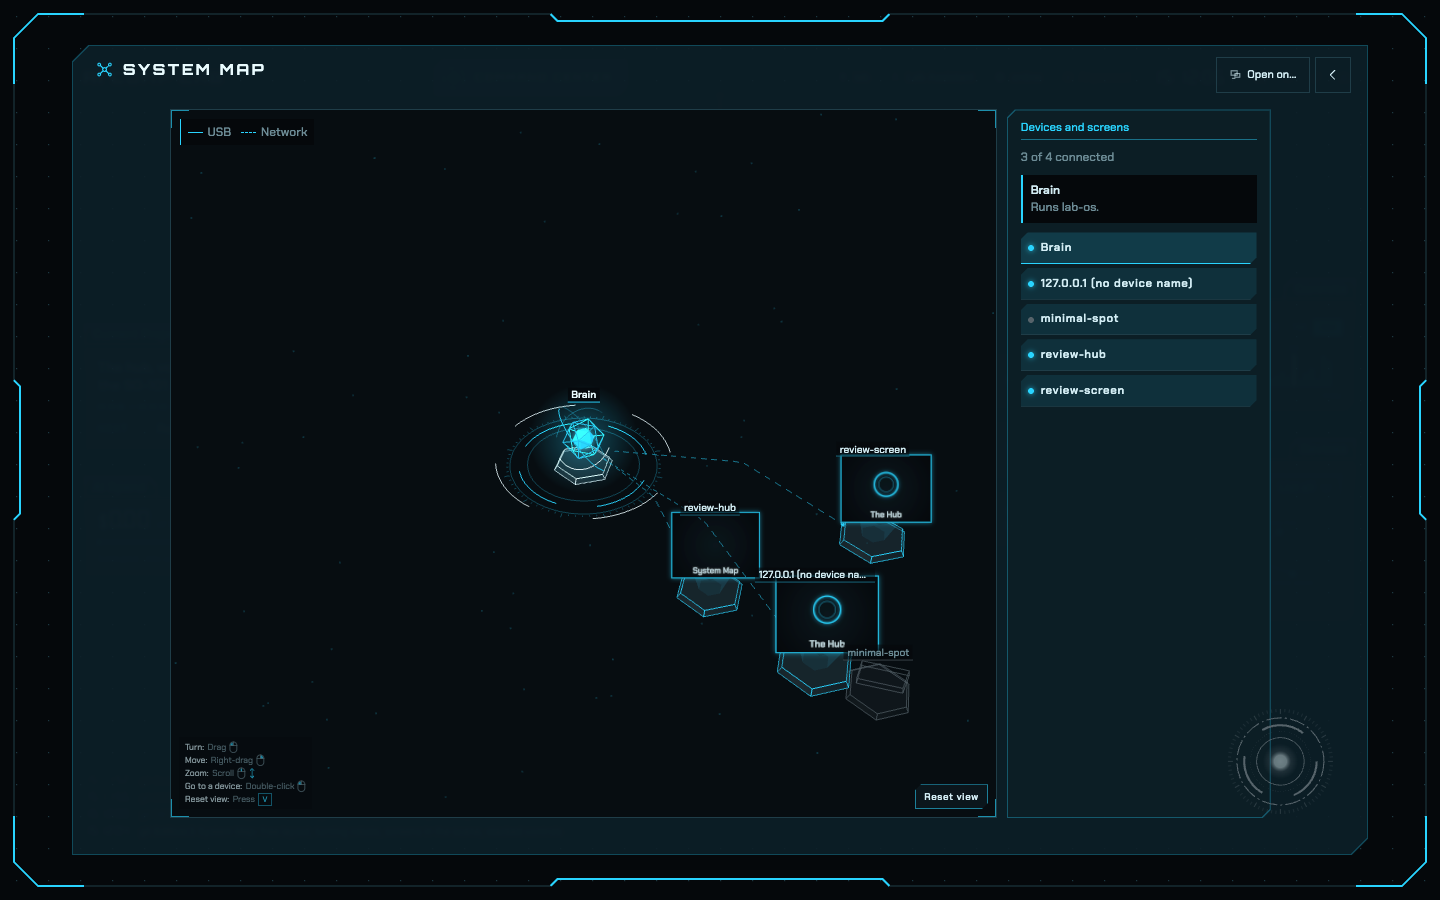 SYSTEM MAP
Open on...
USB
Network
Devices and screens
3 of 4 connected
Brain
Runs lab-os.
Brain
127.0.0.1 (no device name)
minimal-spot
review-hub
review-screen
Brain
review-screen
The Hub
review-hub
System Map
127.0.0.1 (no device na...
The Hub
minimal-spot
Turn: Drag
Move: Right-drag
Zoom: Scroll
Go to a device: Double-click
Reset view: Press V
Reset view